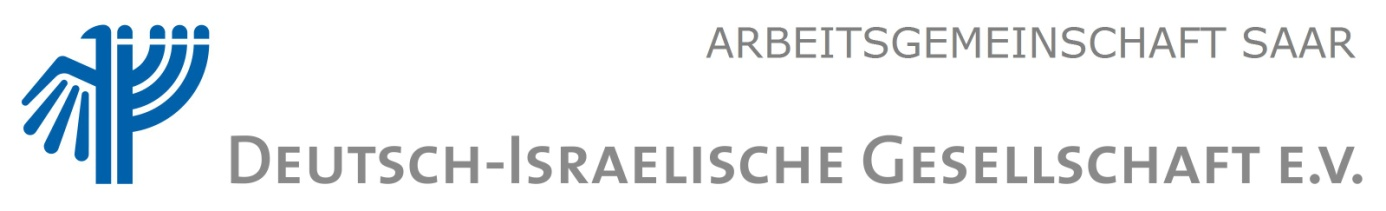 ARBEITSGEMEINSCHAFT SAAR
DEUTSCH-ISRAELISCHE GESELLSCHAFT E.V.